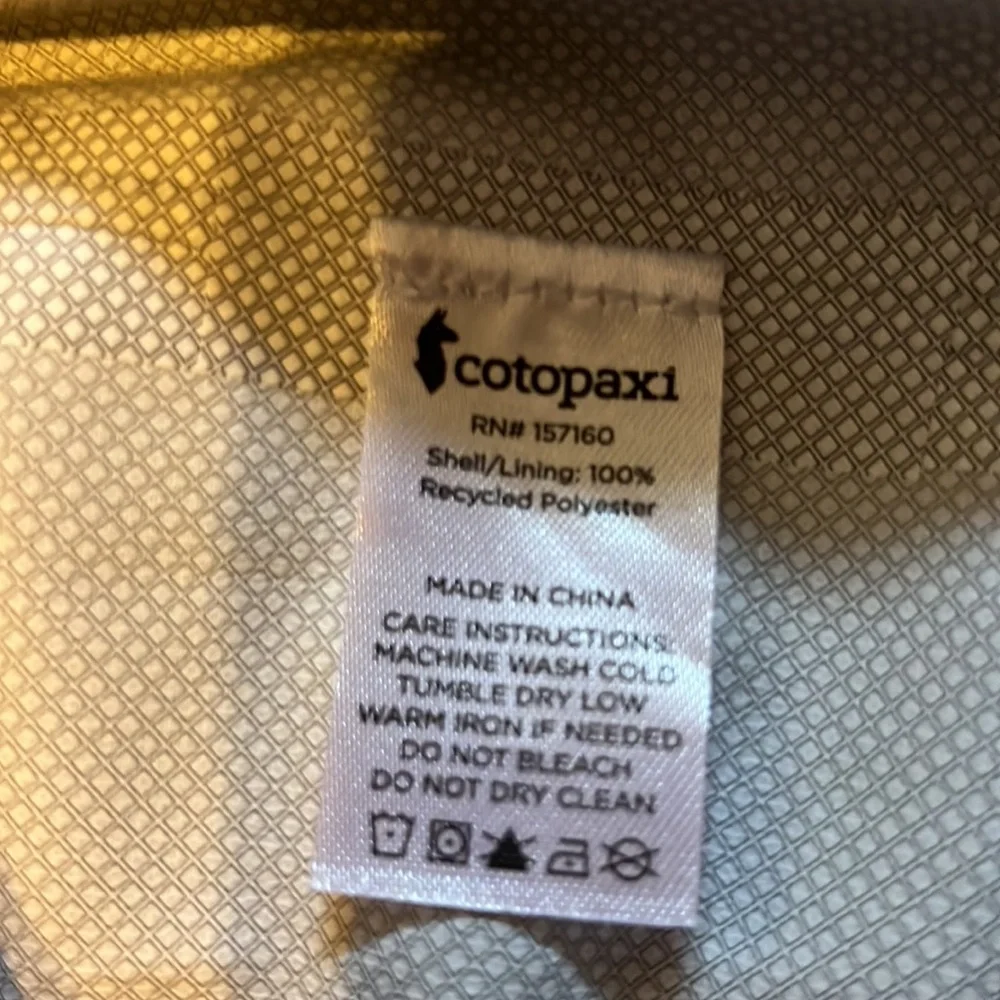 cotopaxi
RN# 157160
Shell/Lining: 100%
Recycled Polyester
MADE IN CHINA
CARE INSTRUCTIONS:
MACHINE WASH COLD
TUMBLE DRY LOW
WARM IRON IF NEEDED
DO NOT BLEACH
DO NOT DRY CLEAN